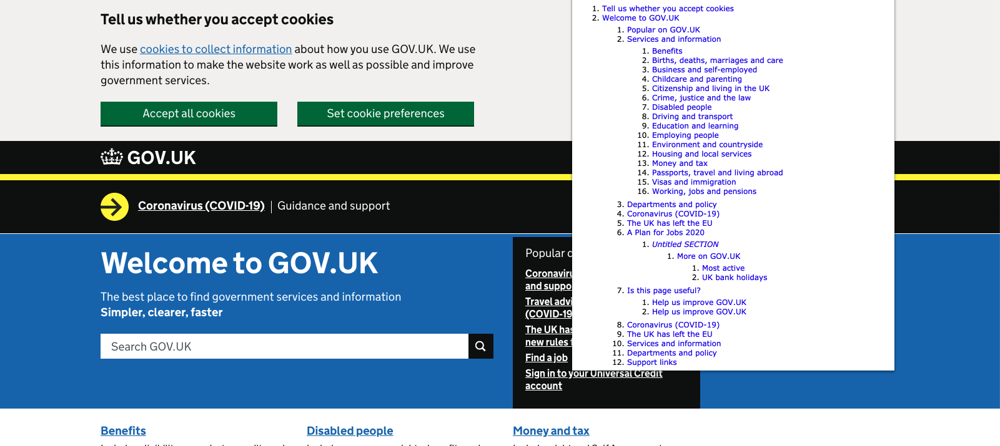 Tell us whether you accept cookies
We use cookies to collect information about how you use GOV.UK. We use
this information to make the website work as well as possible and improve
government services.
Accept all cookies
Set cookie preferences
GOV.UK
Coronavirus (COVID-19)
Guidance and support
Welcome to GOV.UK
The best place to find government services and information
Simpler, clearer, faster
Search GOV.UK
Popular
and
Travel
(COVID-19
The UK has
new rules
Find a job
Sign in to your Universal Credit
account
1. Tell us whether you accept cookies
2. Welcome to GOV.UK
1. Popular on GOV.UK
2. Services and information
1. Benefits
2. Births, deaths, marriages and care
3. Business and self-employed
4. Childcare and parenting
5. Citizenship and living in the UK
6. Crime, justice and the law
7. Disabled people
8. Driving and transport
9. Education and learning
10. Employing people
11. Environment and countryside
12. Housing and local services
13. Money and tax
14. Passports, travel and living abroad
15. Visas and immigration
16. Working, jobs and pensions
3. Departments and policy
4. Coronavirus (COVID-19)
5. The UK has left the EU
6. A Plan for Jobs 2020
1. Untitled SECTION
1. More on GOV.UK
1. Most active
2. UK bank holidays
7. Is this page useful?
1. Help us improve GOV.UK
2. Help us improve GOV.UK
8. Coronavirus (COVID-19)
9. The UK has left the EU
10. Services and information
11. Departments and policy
12. Support links
Benefits
Disabled people
Money and tax